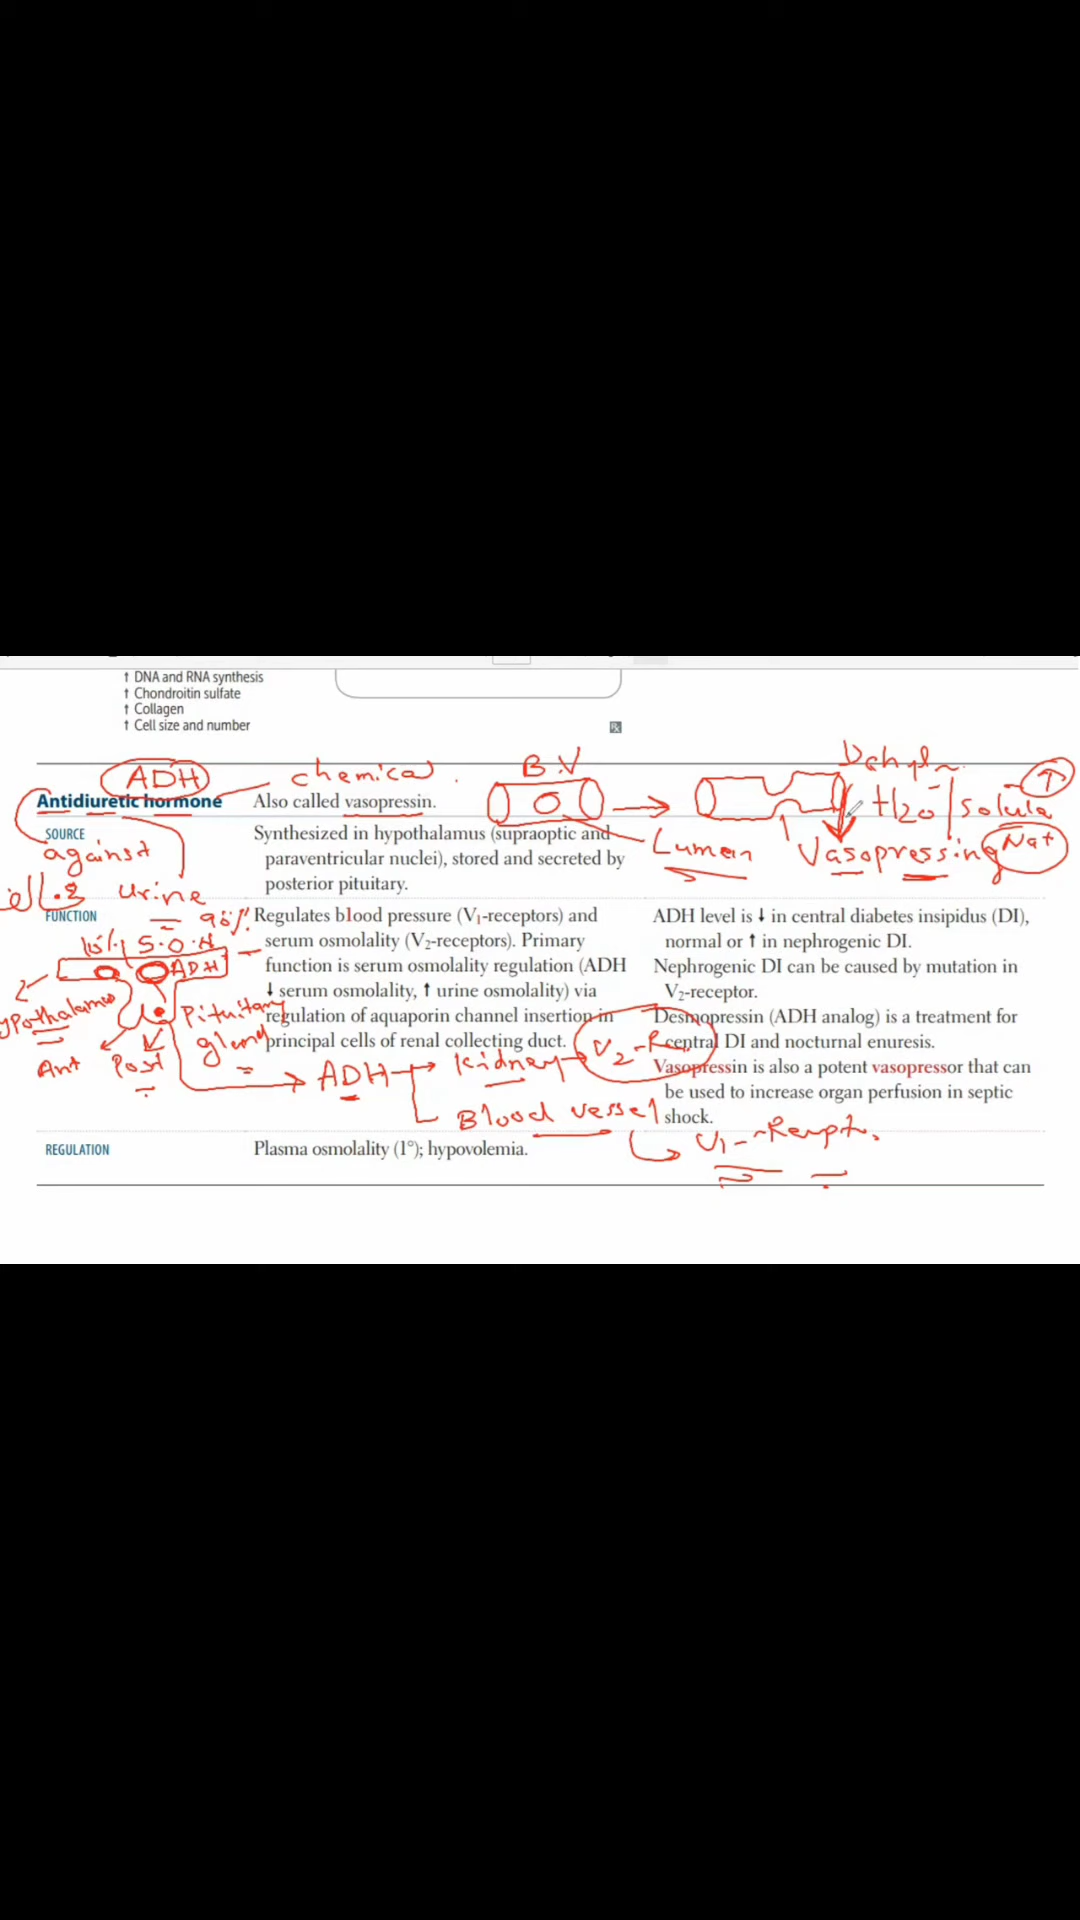 ↑ DNA and RNA synthesis
↑ Chondroitin sulfate
↑ Collagen
↑ Cell size and number
Rx
ADH
chemical
B.V
H2O | Solute ↑
Antidiuretic hormone
Also called vasopressin.
Lumen
Vasopressing
Na+
SOURCE
Synthesized in hypothalamus (supraoptic and
paraventricular nuclei), stored and secreted by
posterior pituitary.
against
urine
FUNCTION
Regulates blood pressure (V1-receptors) and
serum osmolality (V2-receptors). Primary
function is serum osmolality regulation (ADH
↓ serum osmolality, ↑ urine osmolality) via
regulation of aquaporin channel insertion in
principal cells of renal collecting duct.
ADH level is ↓ in central diabetes insipidus (DI),
normal or ↑ in nephrogenic DI.
Nephrogenic DI can be caused by mutation in
V2-receptor.
Desmopressin (ADH analog) is a treatment for
central DI and nocturnal enuresis.
Vasopressin is also a potent vasopressor that can
be used to increase organ perfusion in septic
shock.
90%
10% | S.O.N
ADH
ypothalamus
Pituitary
gland
Ant
Post
ADH
Kidney
V2-R
Blood vessel
REGULATION
Plasma osmolality (1°); hypovolemia.